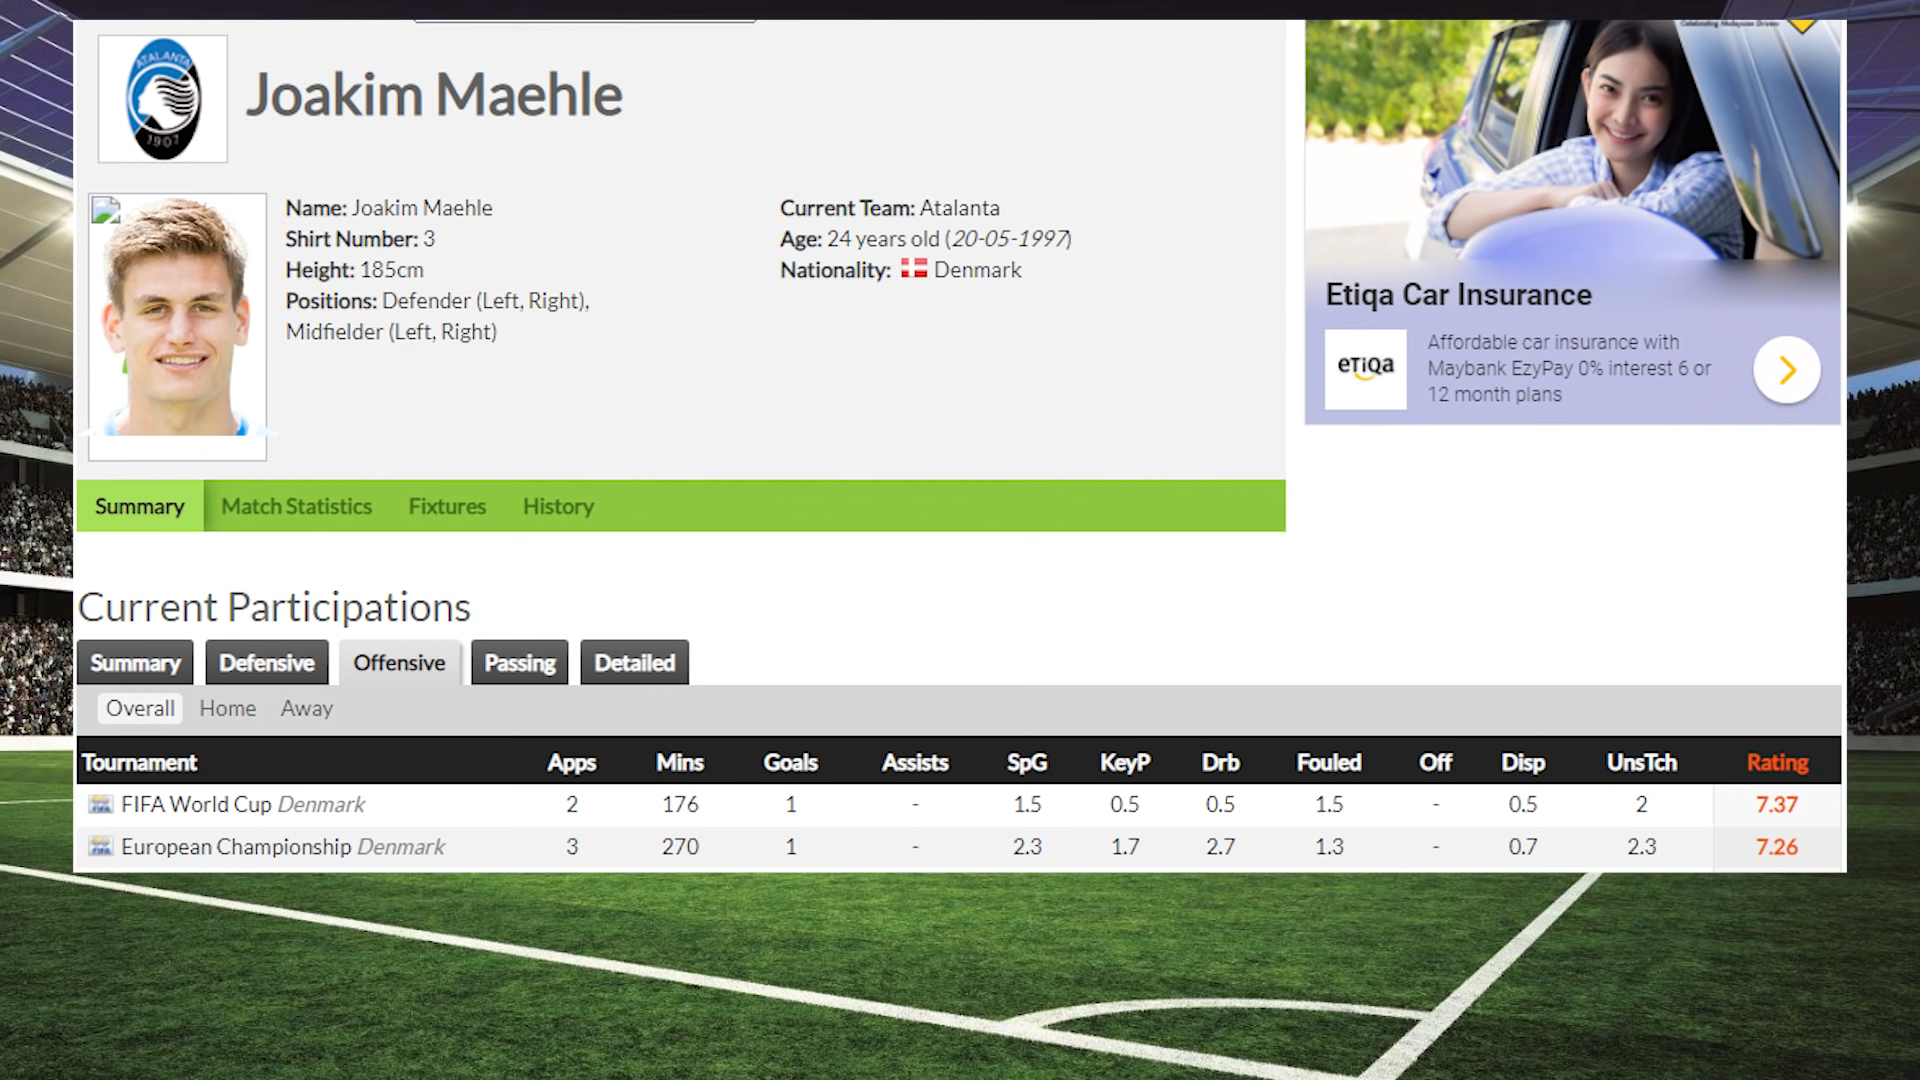 ATALANTA
1907
Joakim Maehle
Name: Joakim Maehle
Shirt Number: 3
Height: 185cm
Positions: Defender (Left, Right),
Midfielder (Left, Right)
Current Team: Atalanta
Age: 24 years old (20-05-1997)
Nationality: Denmark
Etiqa Car Insurance
eTiQa
Affordable car insurance with
Maybank EzyPay 0% interest 6 or
12 month plans
Summary Match Statistics Fixtures History
Current Participations
Summary Defensive Offensive Passing Detailed
Overall Home Away
Tournament Apps Mins Goals Assists SpG KeyP Drb Fouled Off Disp UnsTch Rating
FIFA World Cup Denmark 2 176 1 - 1.5 0.5 0.5 1.5 - 0.5 2 7.37
European Championship Denmark 3 270 1 - 2.3 1.7 2.7 1.3 - 0.7 2.3 7.26